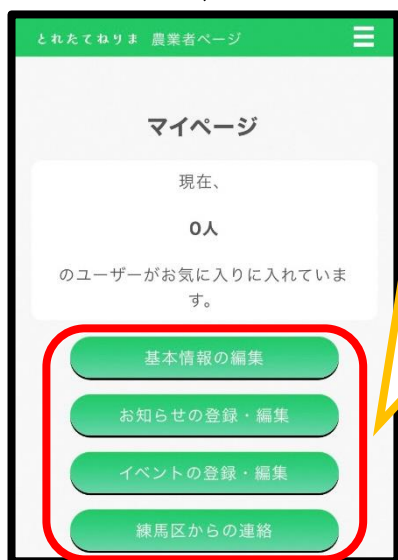 とれたてねりま 農業者ページ
マイページ
現在、
0人
のユーザーがお気に入りに入れていま
す。
基本情報の編集
お知らせの登録・編集
イベントの登録・編集
練馬区からの連絡